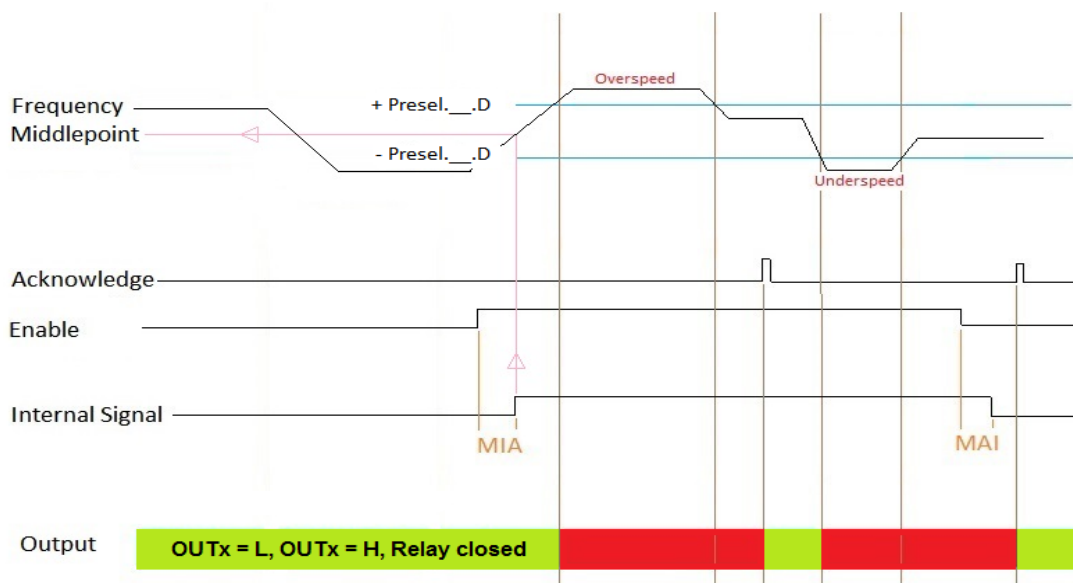 Overspeed
Frequency
+ Presel.__.D
Middlepoint
- Presel.__.D
Underspeed
Acknowledge
Enable
Internal Signal
MIA
MAI
Output
OUTx = L, OUTx = H, Relay closed